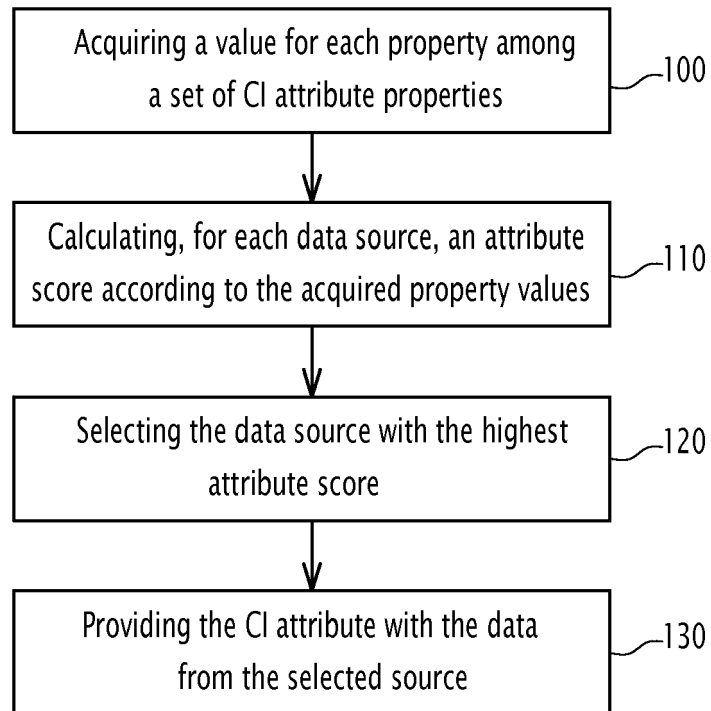 Acquiring a value for each property among
a set of CI attribute properties
100
Calculating, for each data source, an attribute
score according to the acquired property values
110
Selecting the data source with the highest
attribute score
120
Providing the CI attribute with the data
from the selected source
130